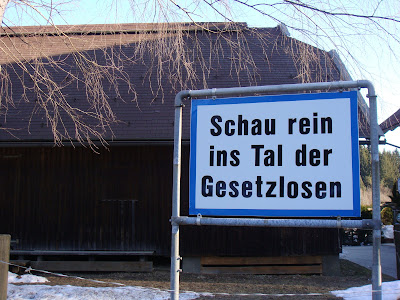 Schau rein
ins Tal der
Gesetzlosen